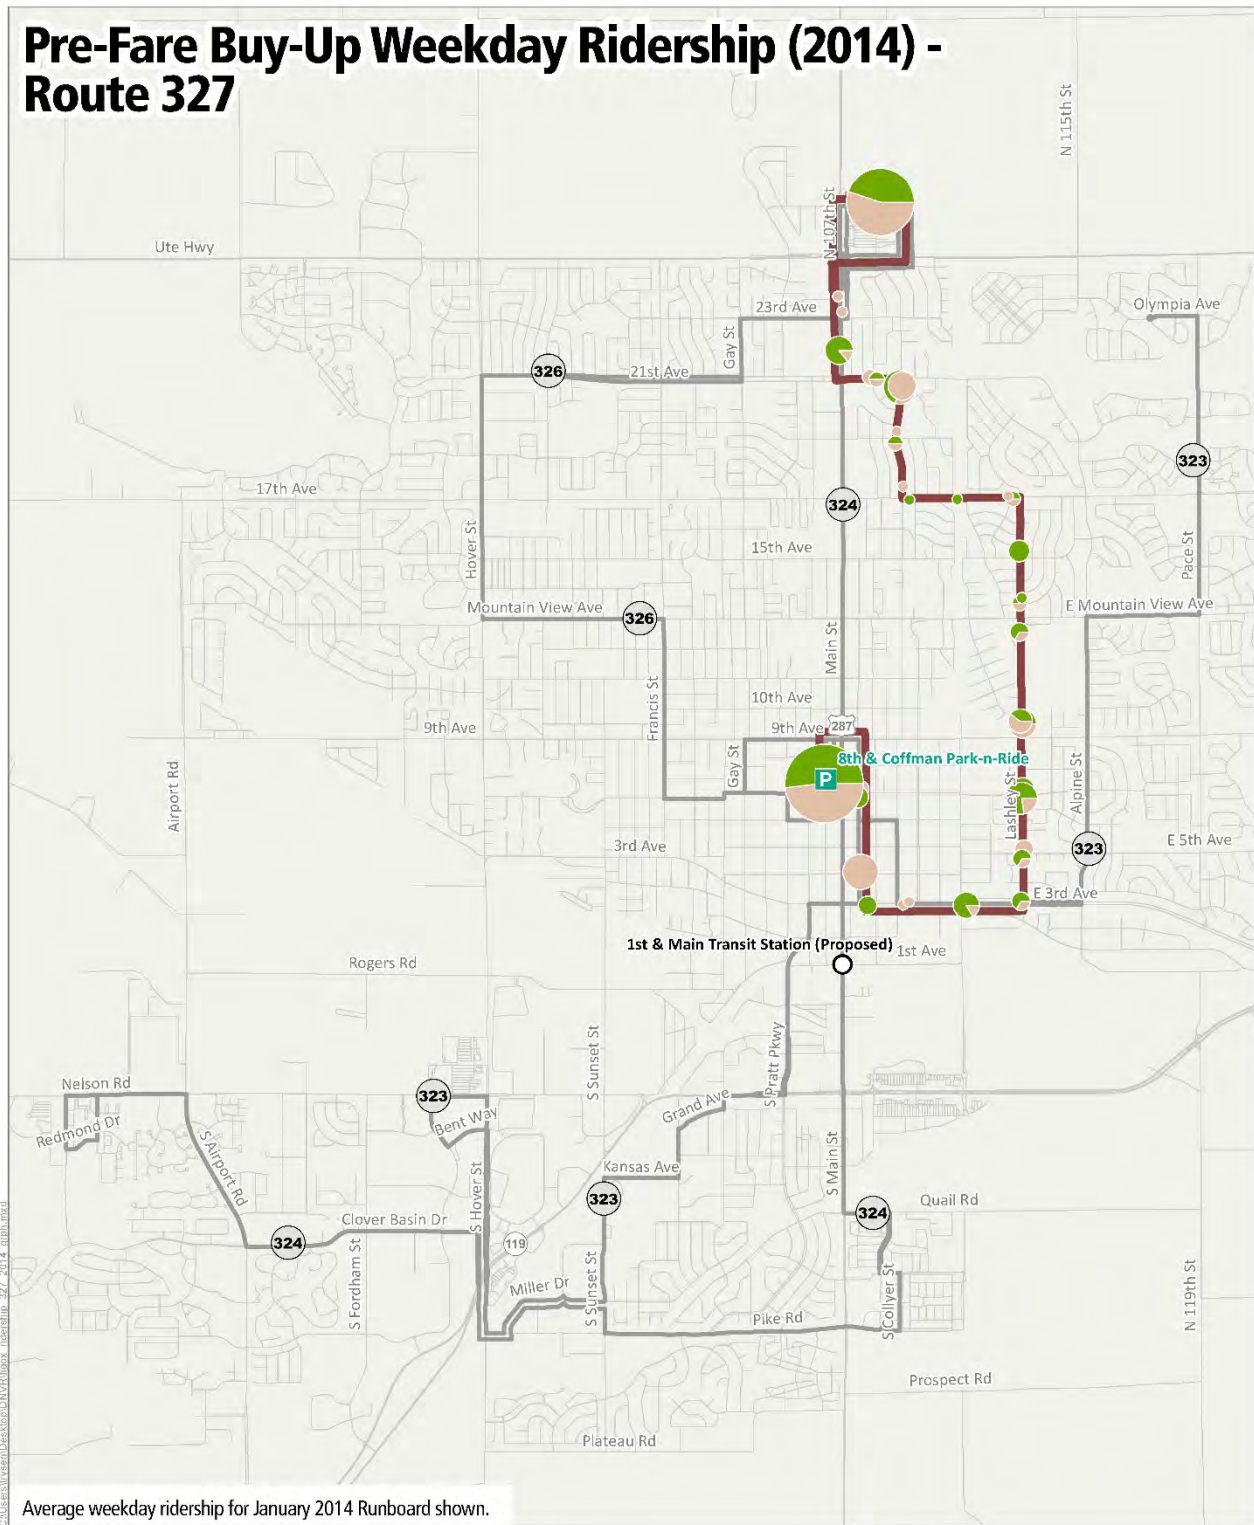 Pre-Fare Buy-Up Weekday Ridership (2014) -
Route 327
N 115th St
N 107th St
Ute Hwy
23rd Ave
Olympia Ave
Gay St
326
21st Ave
323
17th Ave
324
Hover St
15th Ave
Pace St
Mountain View Ave
326
E Mountain View Ave
Main St
Francis St
10th Ave
9th Ave
9th Ave
287
Gay St
8th & Coffman Park-n-Ride
P
Airport Rd
Lashley St
Alpine St
3rd Ave
323
E 5th Ave
E 3rd Ave
1st & Main Transit Station (Proposed)
1st Ave
Rogers Rd
S Sunset St
S Pratt Pkwy
Nelson Rd
323
Grand Ave
Redmond Dr
Bent Way
S Airport Rd
S Hover St
Kansas Ave
S Main St
323
Quail Rd
324
Clover Basin Dr
324
119
S Fordham St
Miller Dr
S Sunset St
S Collyer St
N 119th St
Pike Rd
Prospect Rd
Plateau Rd
Average weekday ridership for January 2014 Runboard shown.